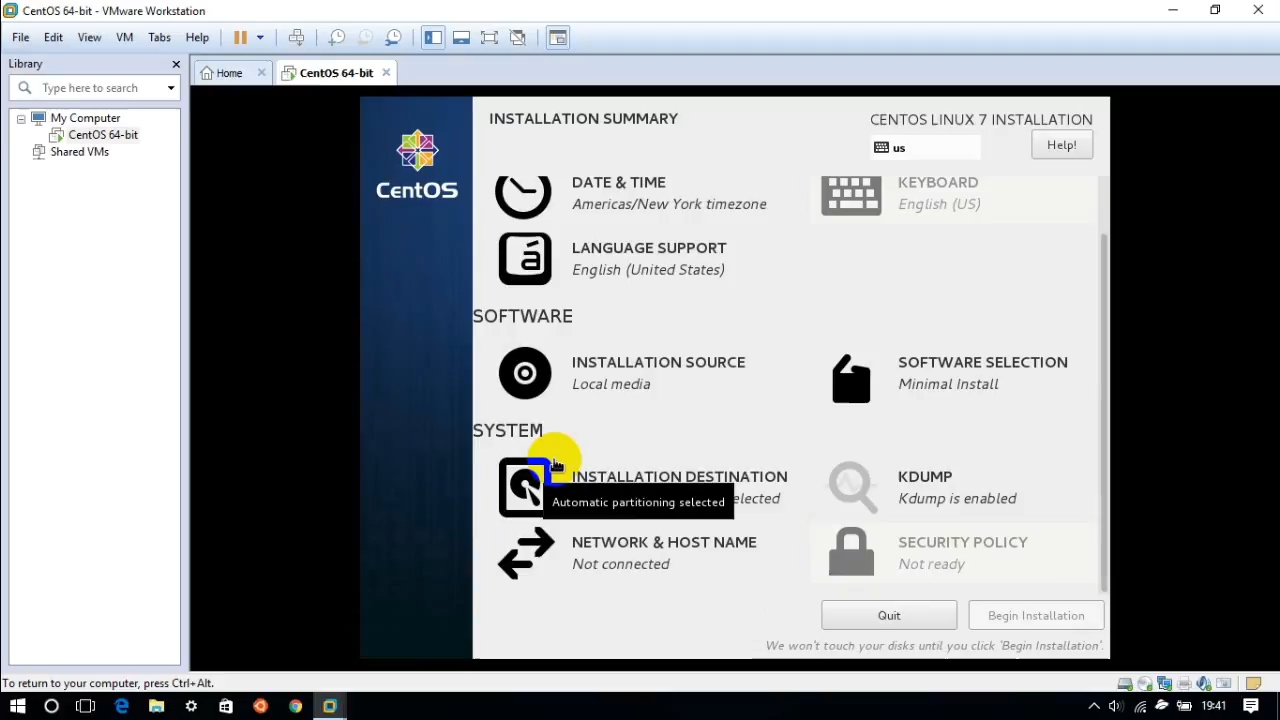 CentOS 64-bit - VMware Workstation
File Edit View VM Tabs Help
Library
Home
CentOS 64-bit
Type here to search
My Computer
CentOS 64-bit
Shared VMs
CentOS
INSTALLATION SUMMARY
CENTOS LINUX 7 INSTALLATION
us
Help!
DATE & TIME
Americas/New York timezone
KEYBOARD
English (US)
LANGUAGE SUPPORT
English (United States)
SOFTWARE
INSTALLATION SOURCE
Local media
SOFTWARE SELECTION
Minimal Install
SYSTEM
INSTALLATION DESTINATION
Automatic partitioning selected
KDUMP
Kdump is enabled
NETWORK & HOST NAME
Not connected
SECURITY POLICY
Not ready
Quit
Begin Installation
We won't touch your disks until you click 'Begin Installation'.
To return to your computer, press Ctrl+Alt.
19:41